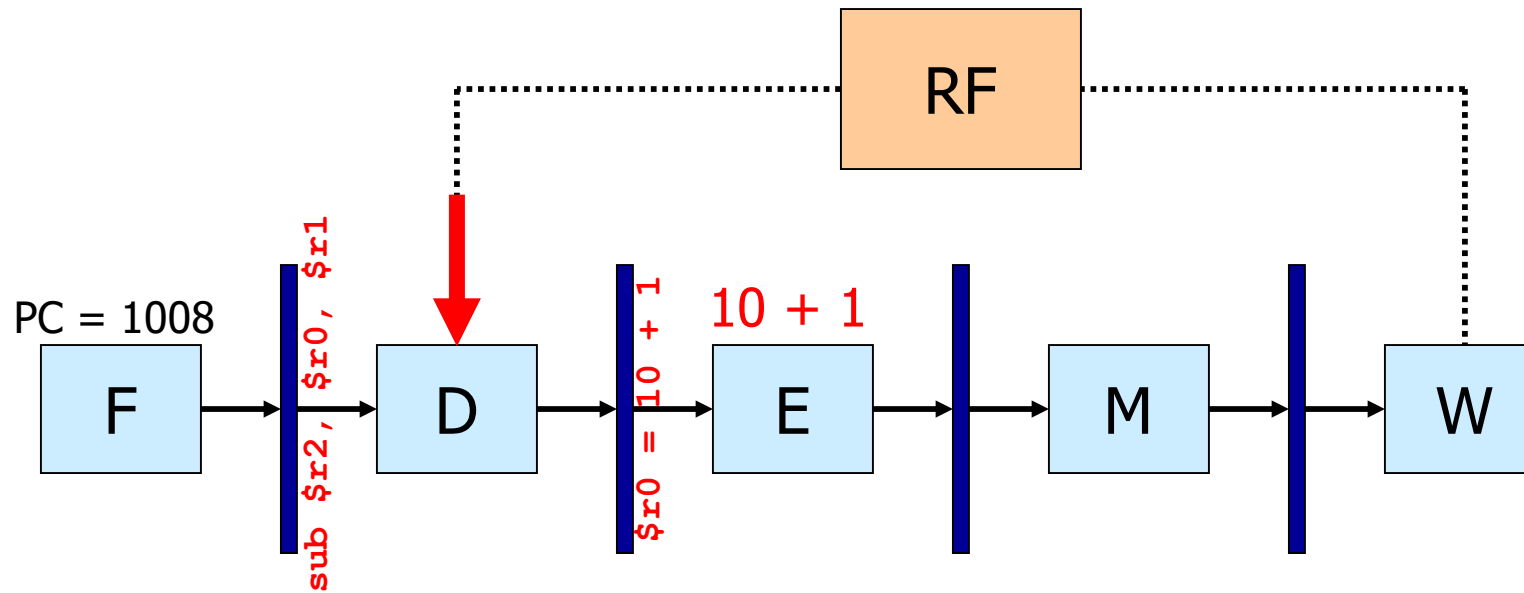 RF
PC = 1008
sub $r2, $r0, $r1
$r0 = 10 + 1
10 + 1
F
D
E
M
W